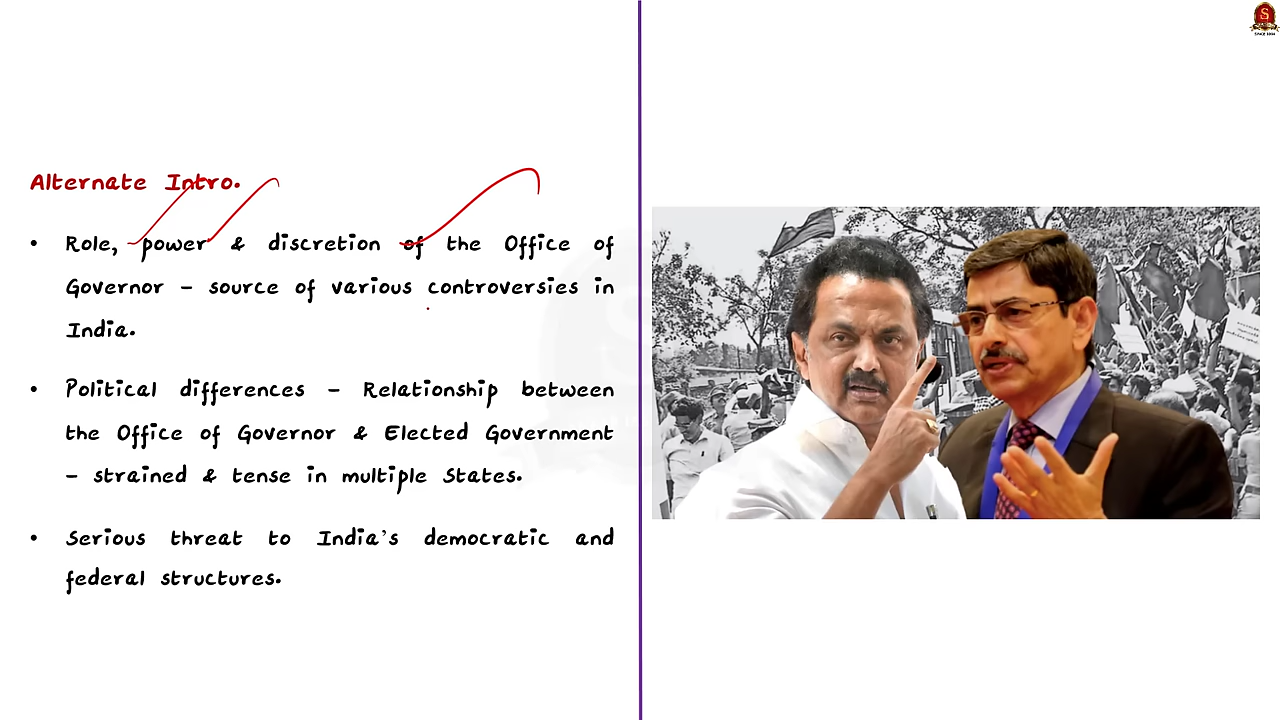 Alternate Intro.
• Role, power & discretion of the Office of
Governor – source of various controversies in
India.
• Political differences – Relationship between
the Office of Governor & Elected Government
– strained & tense in multiple States.
• Serious threat to India's democratic and
federal structures.
S
SINCE 2004